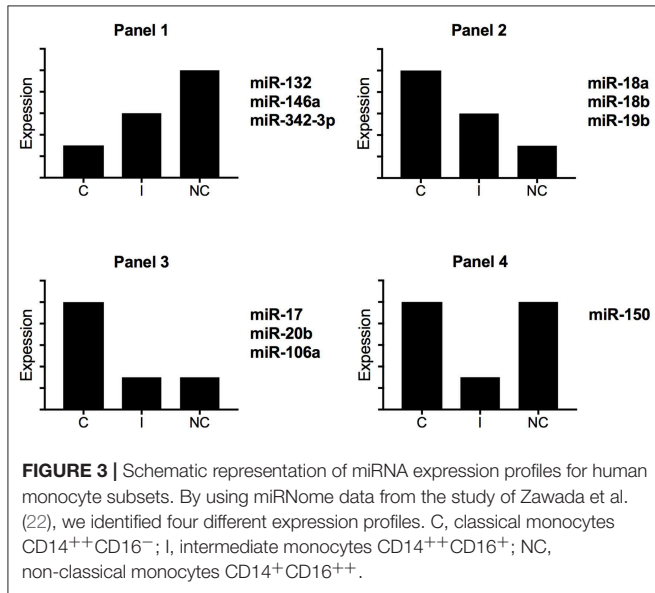 Panel 1
Expession
C I NC
miR-132
miR-146a
miR-342-3p
Panel 2
Expession
C I NC
miR-18a
miR-18b
miR-19b
Panel 3
Expression
C I NC
miR-17
miR-20b
miR-106a
Panel 4
Expression
C I NC
miR-150
FIGURE 3 | Schematic representation of miRNA expression profiles for human
monocyte subsets. By using miRNome data from the study of Zawada et al.
(22), we identified four different expression profiles. C, classical monocytes
CD14++CD16−; I, intermediate monocytes CD14++CD16+; NC,
non-classical monocytes CD14+CD16++.